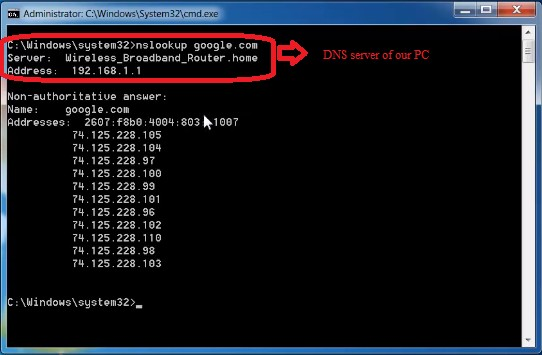 Administrator: C:\Windows\System32\cmd.exe
C:\Windows\system32>nslookup google.com
Server:  Wireless_Broadband_Router.home
Address:  192.168.1.1
DNS server of our PC
Non-authoritative answer:
Name:    google.com
Addresses:  2607:f8b0:4004:803 1007
74.125.228.105
74.125.228.104
74.125.228.97
74.125.228.100
74.125.228.99
74.125.228.101
74.125.228.96
74.125.228.102
74.125.228.110
74.125.228.98
74.125.228.103
C:\Windows\system32>_